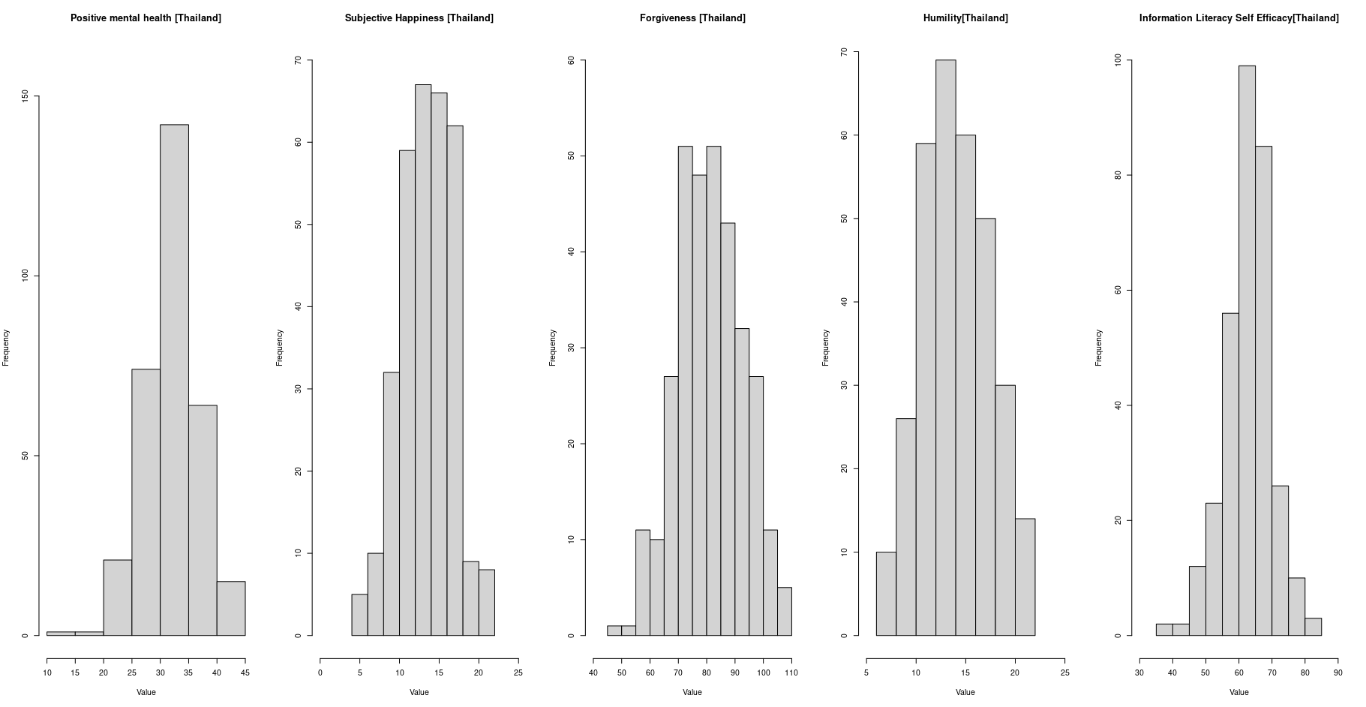 Positive mental health [Thailand]
Frequency
150
100
50
0
10 15 20 25 30 35 40 45
Value
Subjective Happiness [Thailand]
Frequency
70
60
50
40
30
20
10
0
0 5 10 15 20 25
Value
Forgiveness [Thailand]
Frequency
60
50
40
30
20
10
0
40 50 60 70 80 90 100 110
Value
Humility[Thailand]
Frequency
70
60
50
40
30
20
10
0
5 10 15 20 25
Value
Information Literacy Self Efficacy[Thailand]
Frequency
100
80
60
40
20
0
30 40 50 60 70 80 90
Value